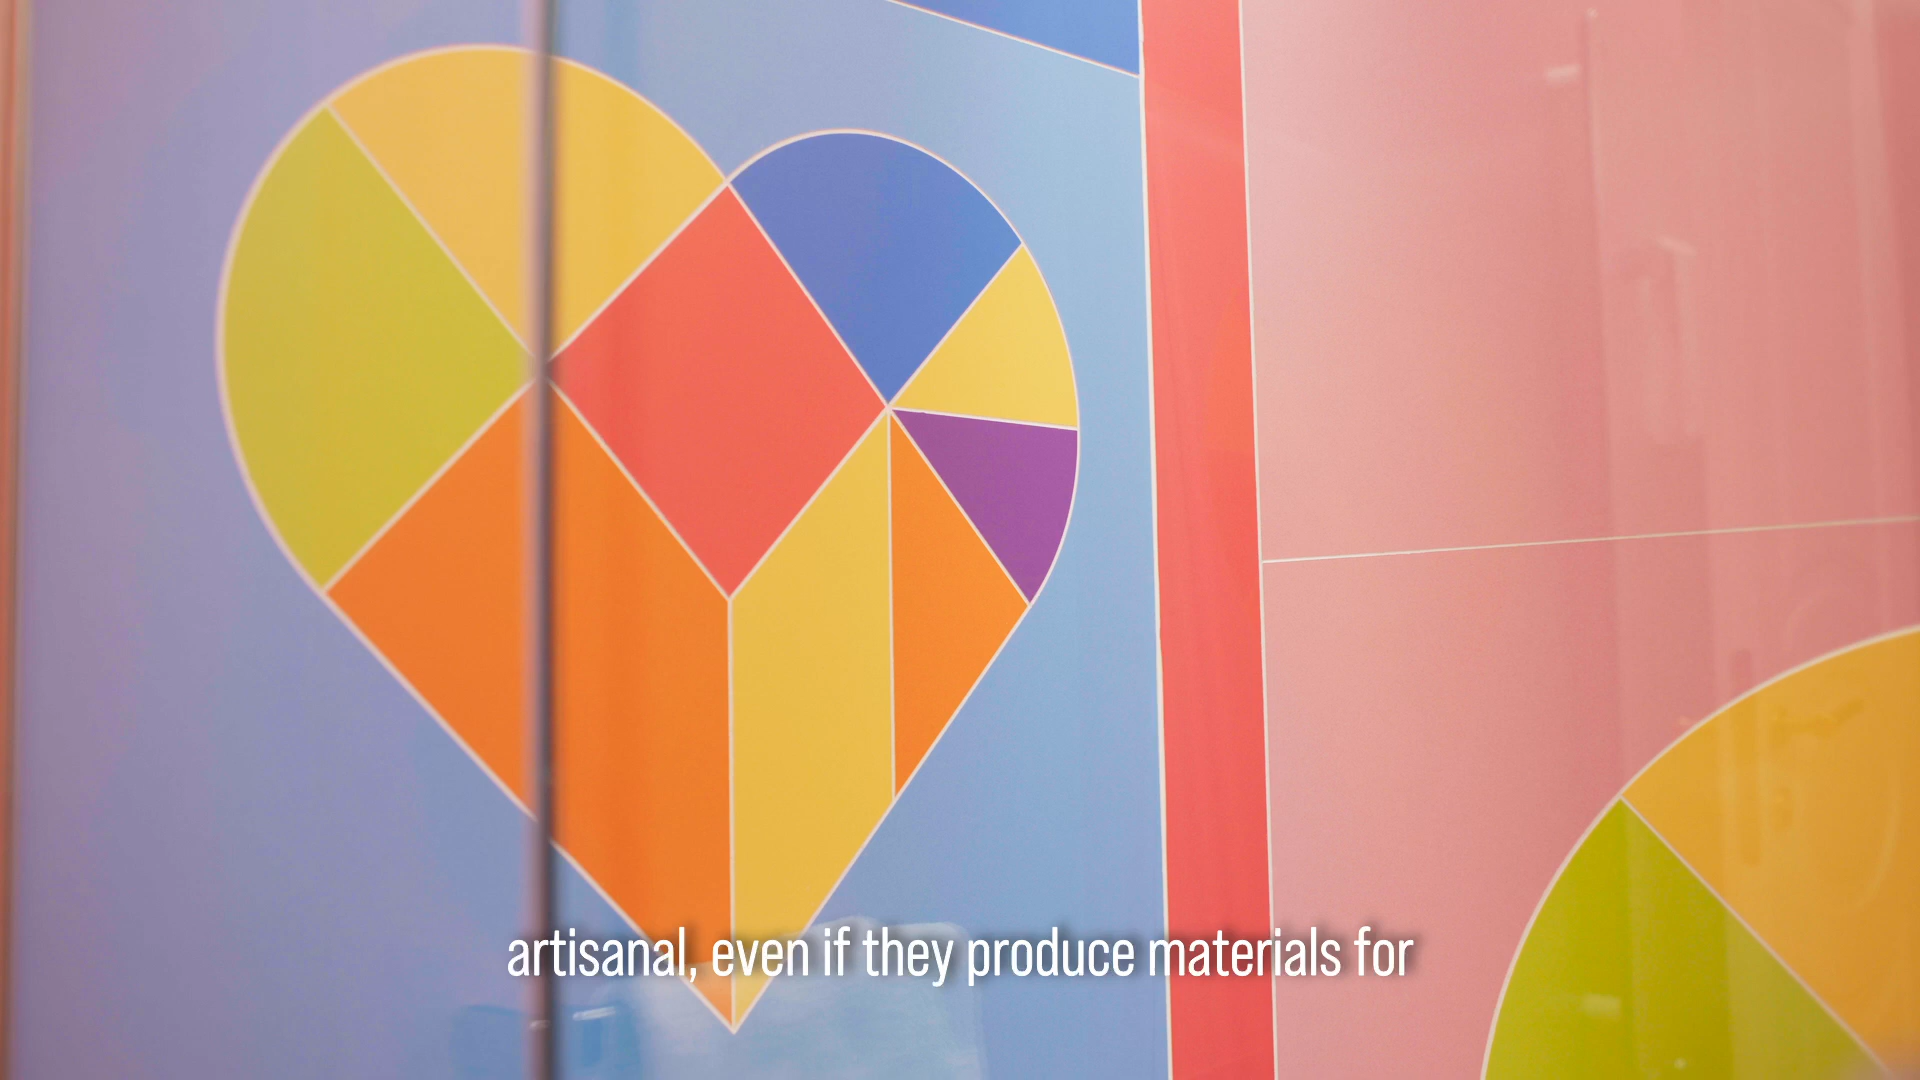 artisanal, even if they produce materials for